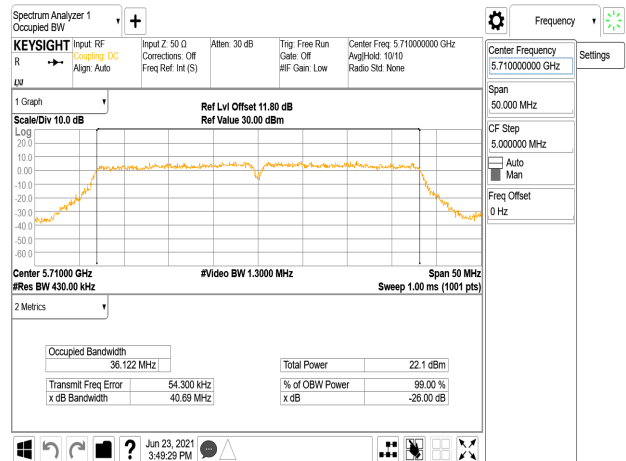 Spectrum Analyzer 1
Occupied BW
Frequency
KEYSIGHT
R
Input: RF
Coupling: DC
Align: Auto
Input Z: 50 Ω
Corrections: Off
Freq Ref: Int (S)
Atten: 30 dB
Trig: Free Run
Gate: Off
#IF Gain: Low
Center Freq: 5.710000000 GHz
Avg|Hold: 10/10
Radio Std: None
Center Frequency
5.710000000 GHz
Settings
Span
50.000 MHz
CF Step
5.000000 MHz
Auto
Man
Freq Offset
0 Hz
1 Graph
Scale/Div 10.0 dB
Ref Lvl Offset 11.80 dB
Ref Value 30.00 dBm
Log
20.0
10.0
0.00
-10.0
-20.0
-30.0
-40.0
-50.0
-60.0
Center 5.71000 GHz
#Video BW 1.3000 MHz
Span 50 MHz
#Res BW 430.00 kHz
Sweep 1.00 ms (1001 pts)
2 Metrics
Occupied Bandwidth
36.122 MHz
Total Power 22.1 dBm
Transmit Freq Error 54.300 kHz
% of OBW Power 99.00 %
x dB Bandwidth 40.69 MHz
x dB -26.00 dB
?
Jun 23, 2021
3:49:29 PM